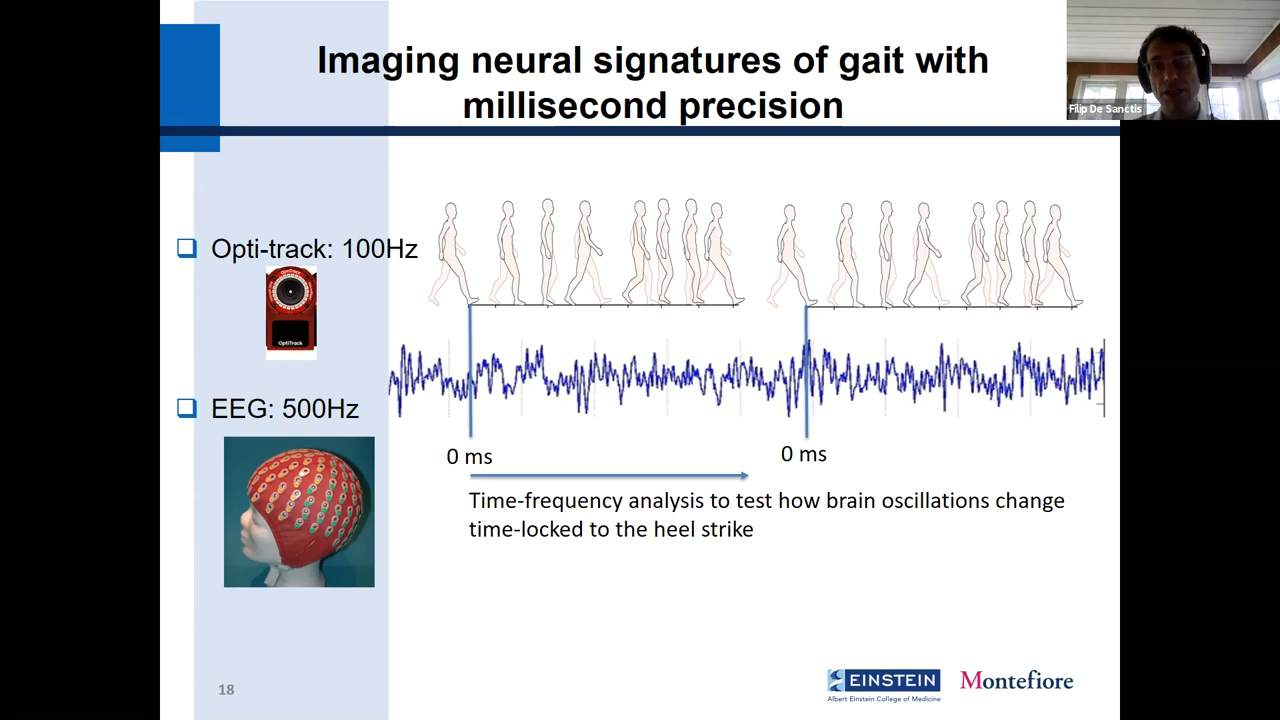 Imaging neural signatures of gait with
millisecond precision
Filip De Sanctis
Opti-track: 100Hz
OptiTrack
EEG: 500Hz
0 ms
0 ms
Time-frequency analysis to test how brain oscillations change
time-locked to the heel strike
18
EINSTEIN
Albert Einstein College of Medicine
Montefiore